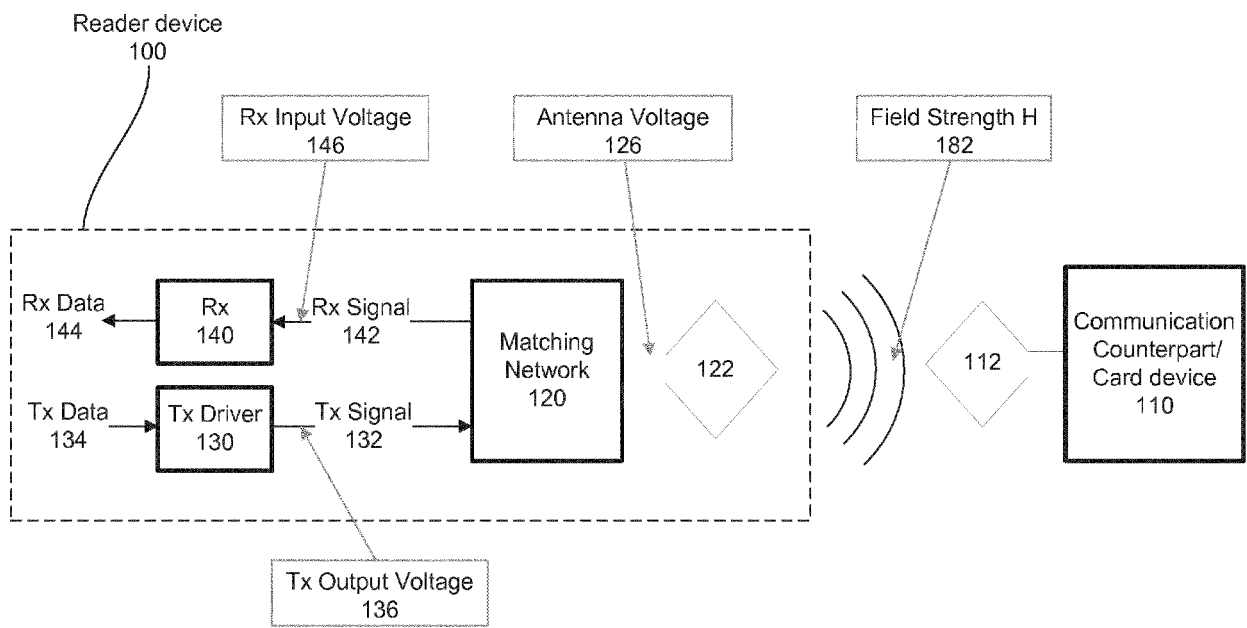 Reader device
100
Rx Input Voltage
146
Antenna Voltage
126
Field Strength H
182
Rx Data
144
Rx
140
Rx Signal
142
Matching
Network
120
122
112
Communication
Counterpart/
Card device
110
Tx Data
134
Tx Driver
130
Tx Signal
132
Tx Output Voltage
136